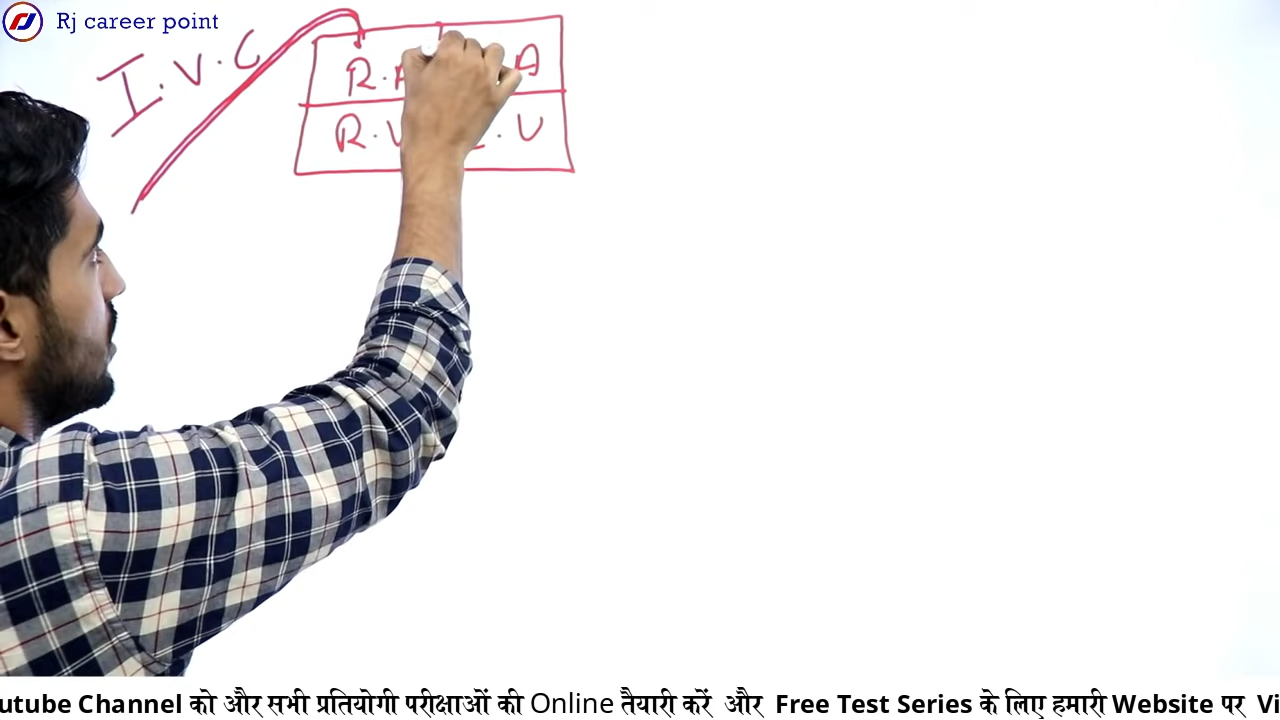 Rj career point
I.V.C
R.A A
R.V L.V
utube Channel को और सभी प्रतियोगी परीक्षाओं की Online तैयारी करें और Free Test Series के लिए हमारी Website पर Vi